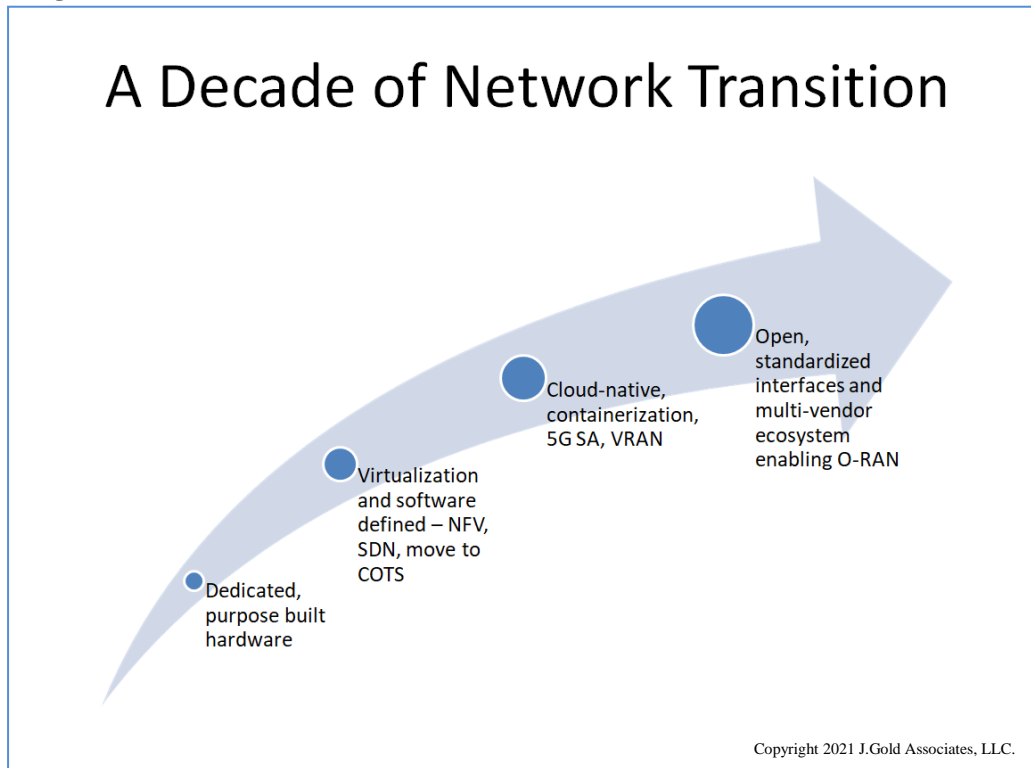 A Decade of Network Transition
Dedicated,
purpose built
hardware
Virtualization
and software
defined – NFV,
SDN, move to
COTS
Cloud-native,
containerization,
5G SA, VRAN
Open,
standardized
interfaces and
multi-vendor
ecosystem
enabling O-RAN
Copyright 2021 J.Gold Associates, LLC.